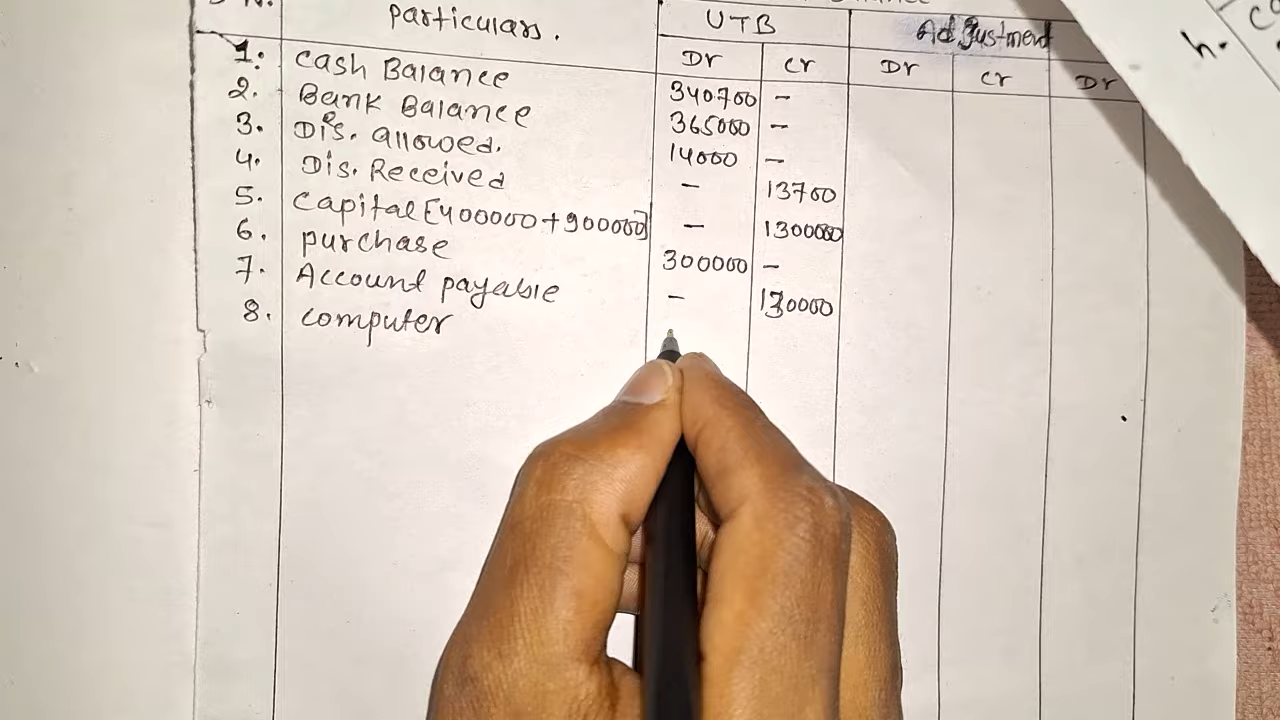 particulars. UTB Adjustment
Dr Cr Dr Cr Dr
1. Cash Balance 340700 -
2. Bank Balance 365000 -
3. Dis. allowed. 14000 -
4. Dis. Received - 13700
5. Capital [400000+900000] - 1300000
6. purchase 300000 -
7. Account payable - 130000
8. computer
h.